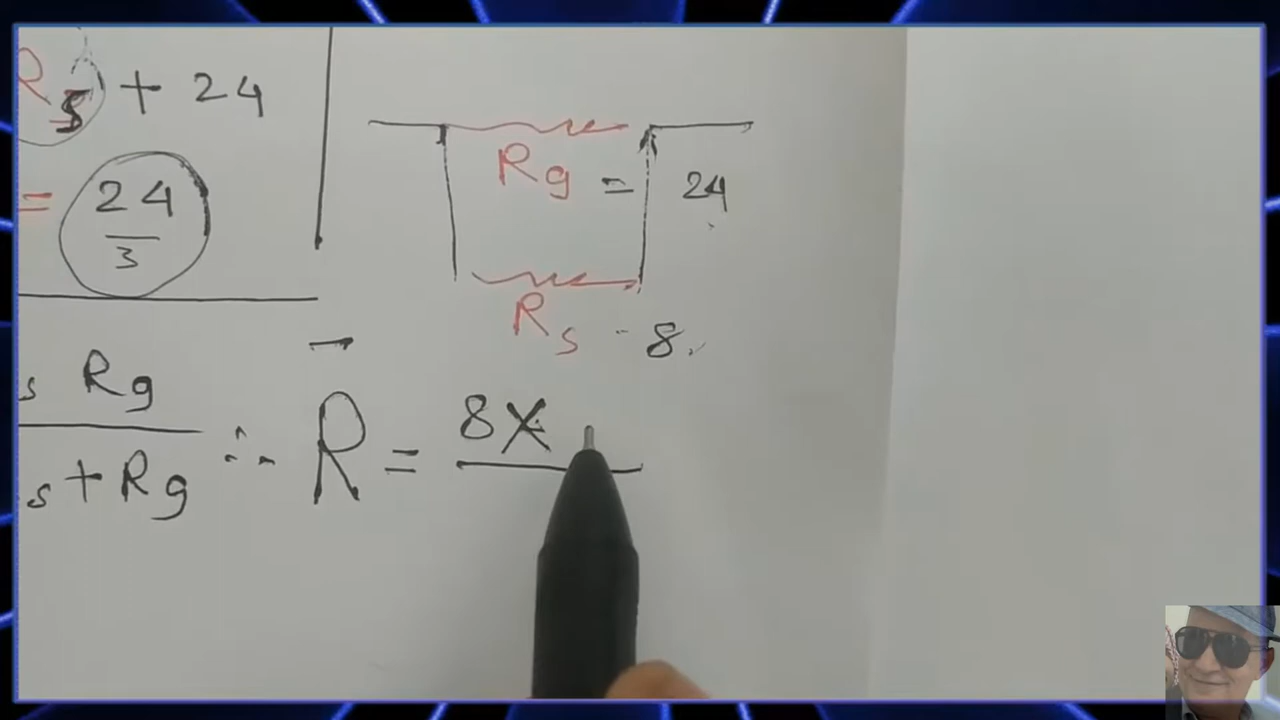 Rs + 24
= 24
3
Rg = 24
Rs - 8
s Rg
s + Rg ∴ R = 8 ×